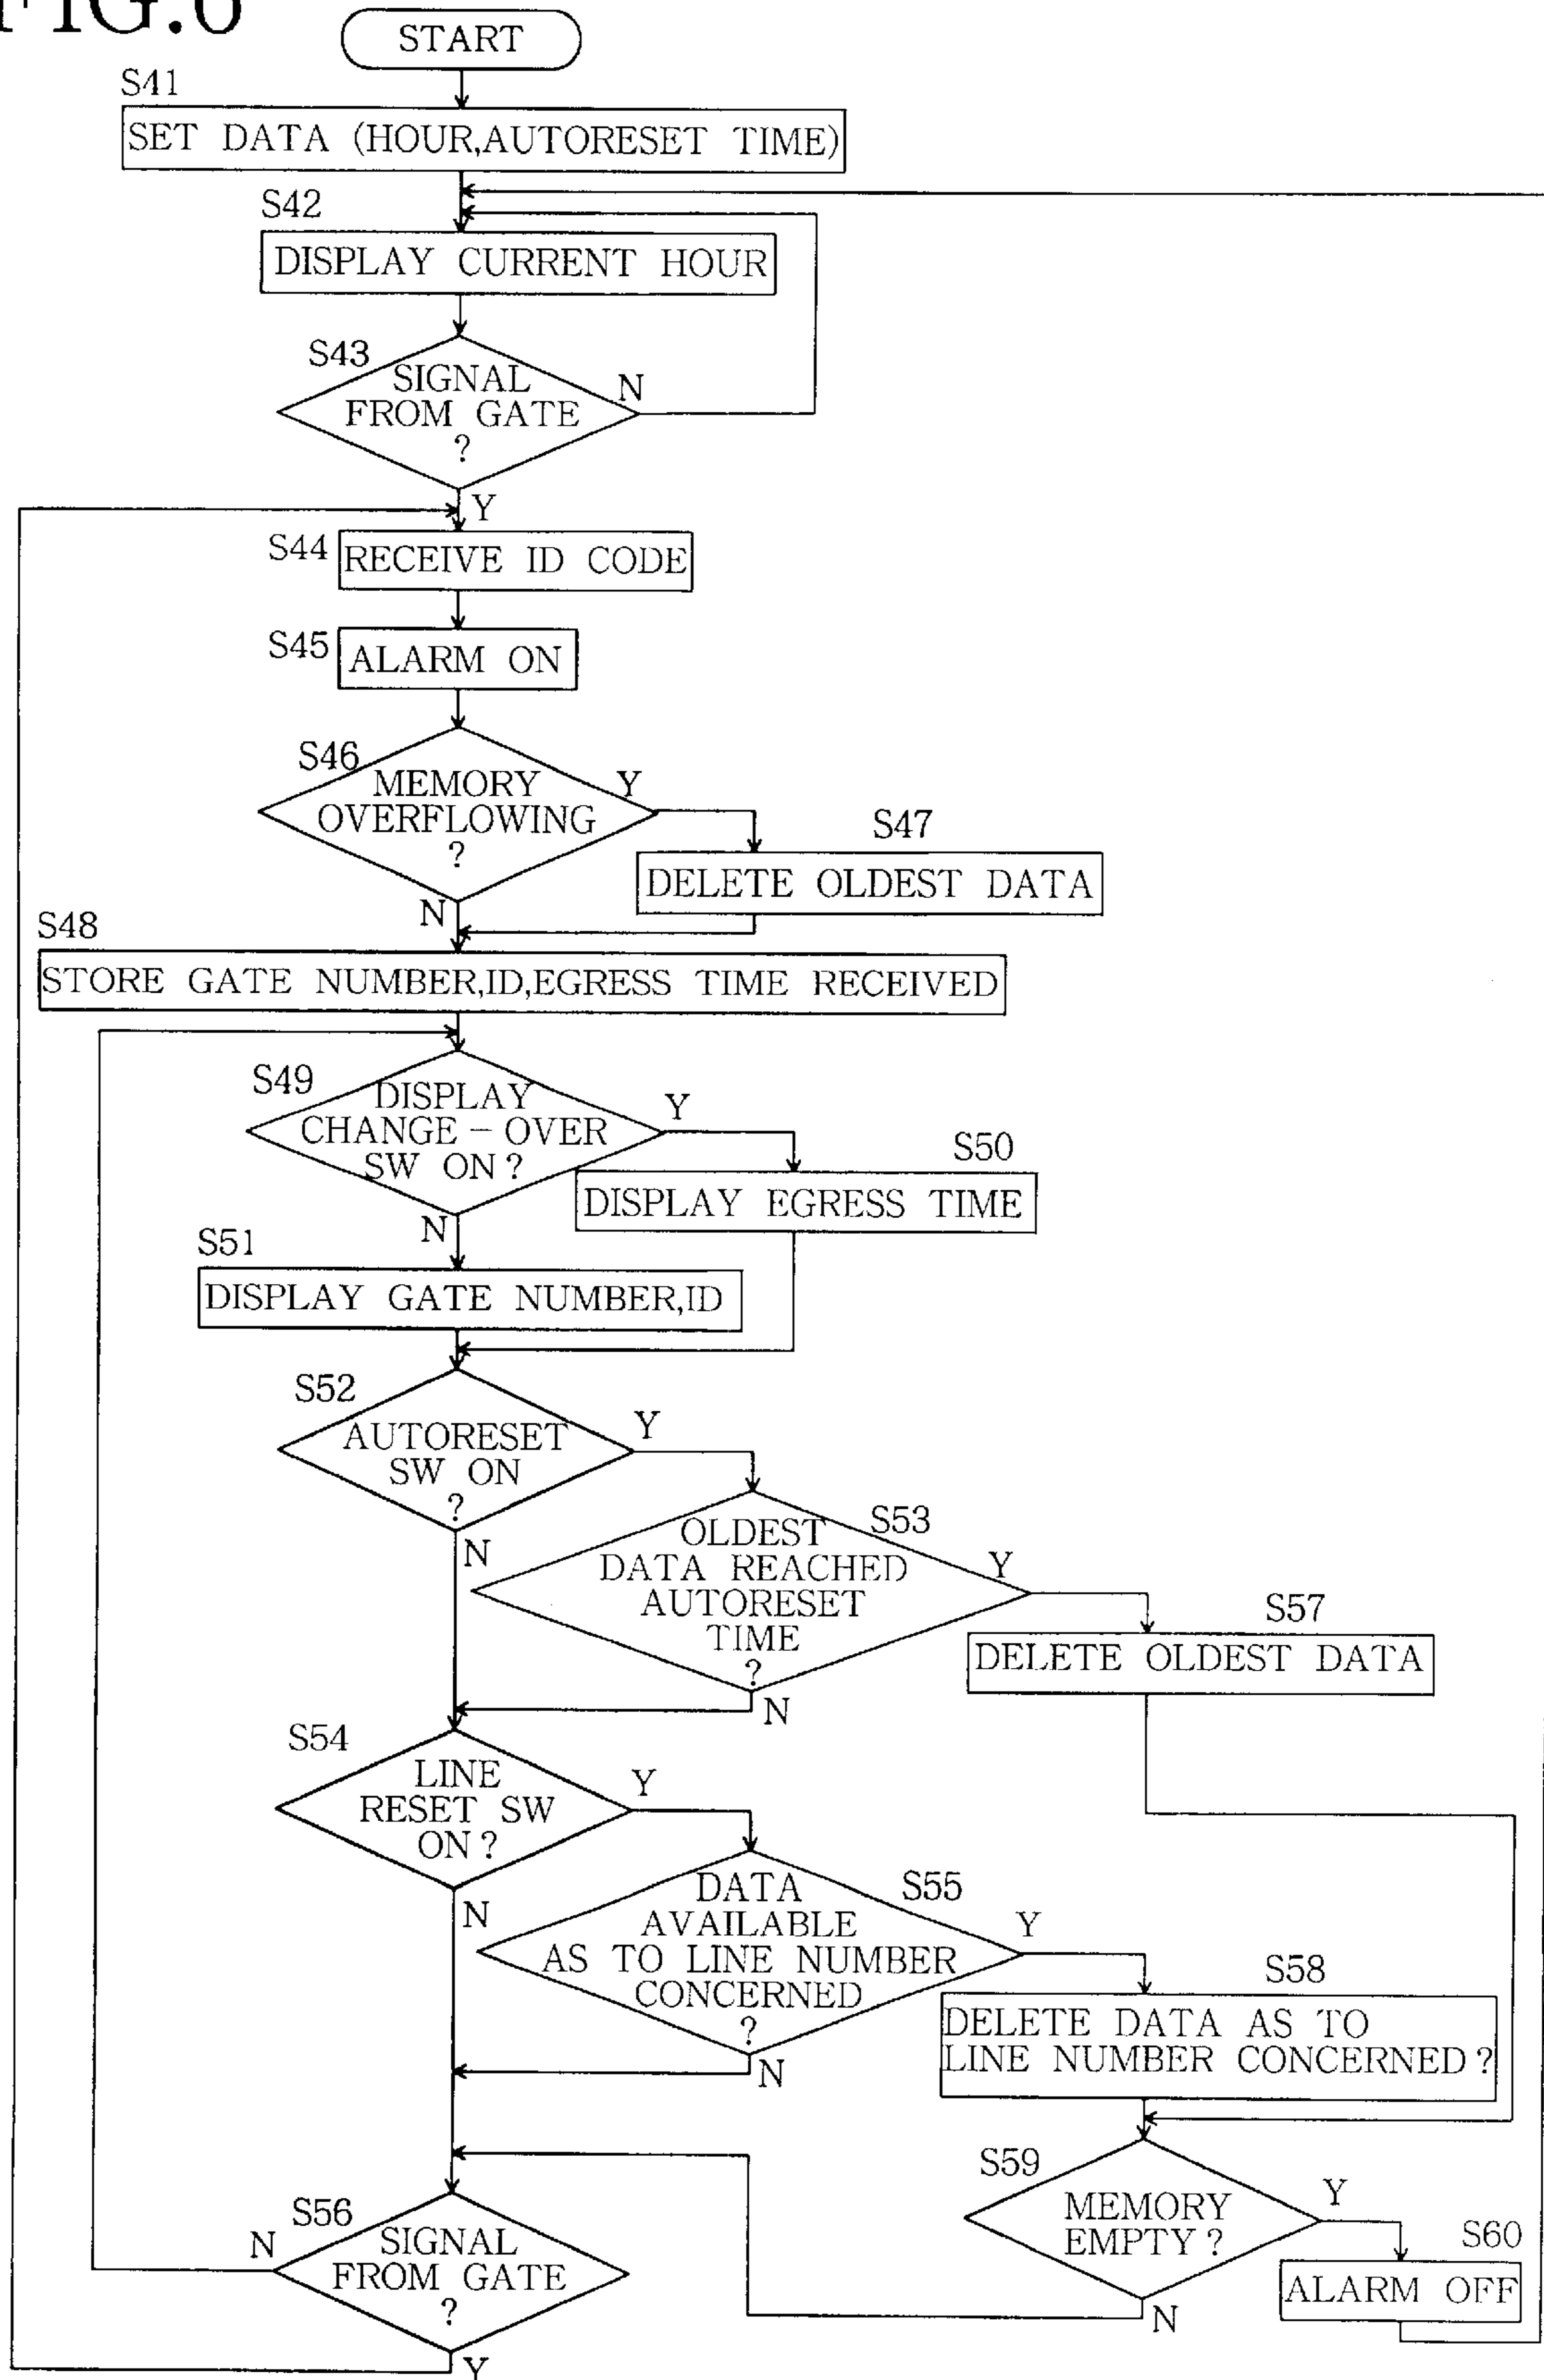 FIG.6
START
S41
SET DATA (HOUR,AUTORESET TIME)
S42
DISPLAY CURRENT HOUR
S43
SIGNAL
FROM GATE
?
N
Y
S44
RECEIVE ID CODE
S45
ALARM ON
S46
MEMORY
OVERFLOWING
?
Y
S47
DELETE OLDEST DATA
N
S48
STORE GATE NUMBER,ID,EGRESS TIME RECEIVED
S49
DISPLAY
CHANGE-OVER
SW ON?
Y
S50
DISPLAY EGRESS TIME
N
S51
DISPLAY GATE NUMBER,ID
S52
AUTORESET
SW ON
?
Y
N
S53
OLDEST
DATA REACHED
AUTORESET
TIME
?
Y
S57
DELETE OLDEST DATA
N
S54
LINE
RESET SW
ON?
Y
N
S55
DATA
AVAILABLE
AS TO LINE NUMBER
CONCERNED
?
Y
S58
DELETE DATA AS TO
LINE NUMBER CONCERNED?
N
S59
MEMORY
EMPTY?
Y
S60
ALARM OFF
N
S56
SIGNAL
FROM GATE
?
N
Y